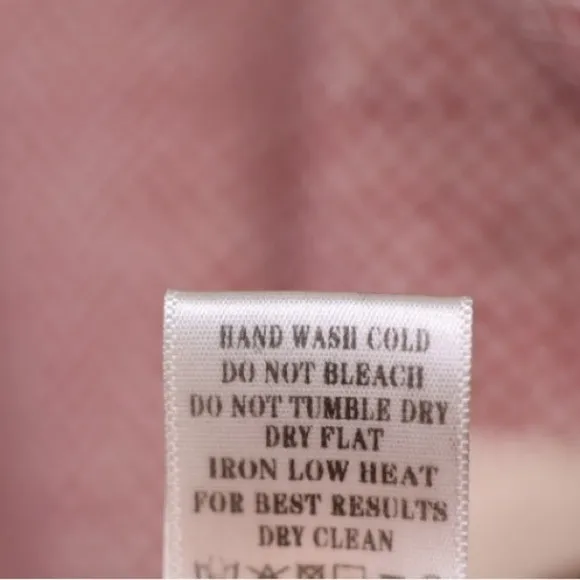 HAND WASH COLD
DO NOT BLEACH
DO NOT TUMBLE DRY
DRY FLAT
IRON LOW HEAT
FOR BEST RESULTS
DRY CLEAN